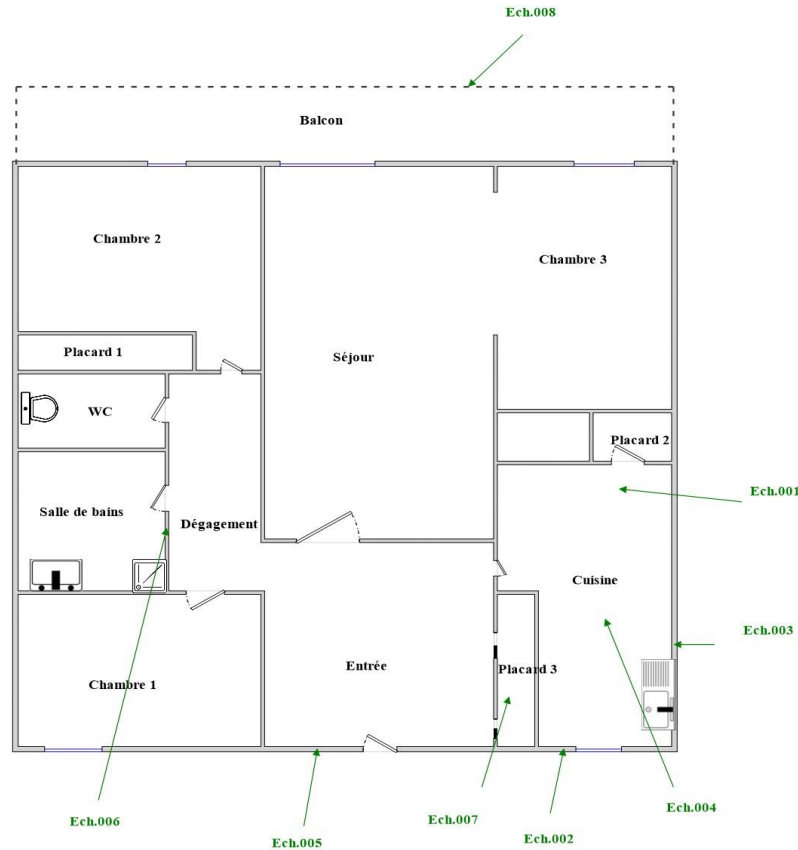 Ech.008
Balcon
Chambre 2
Chambre 3
Placard 1
Séjour
WC
Placard 2
Ech.001
Salle de bains
Dégagement
Cuisine
Ech.003
Entrée
Placard 3
Chambre 1
Ech.004
Ech.006
Ech.007
Ech.005
Ech.002